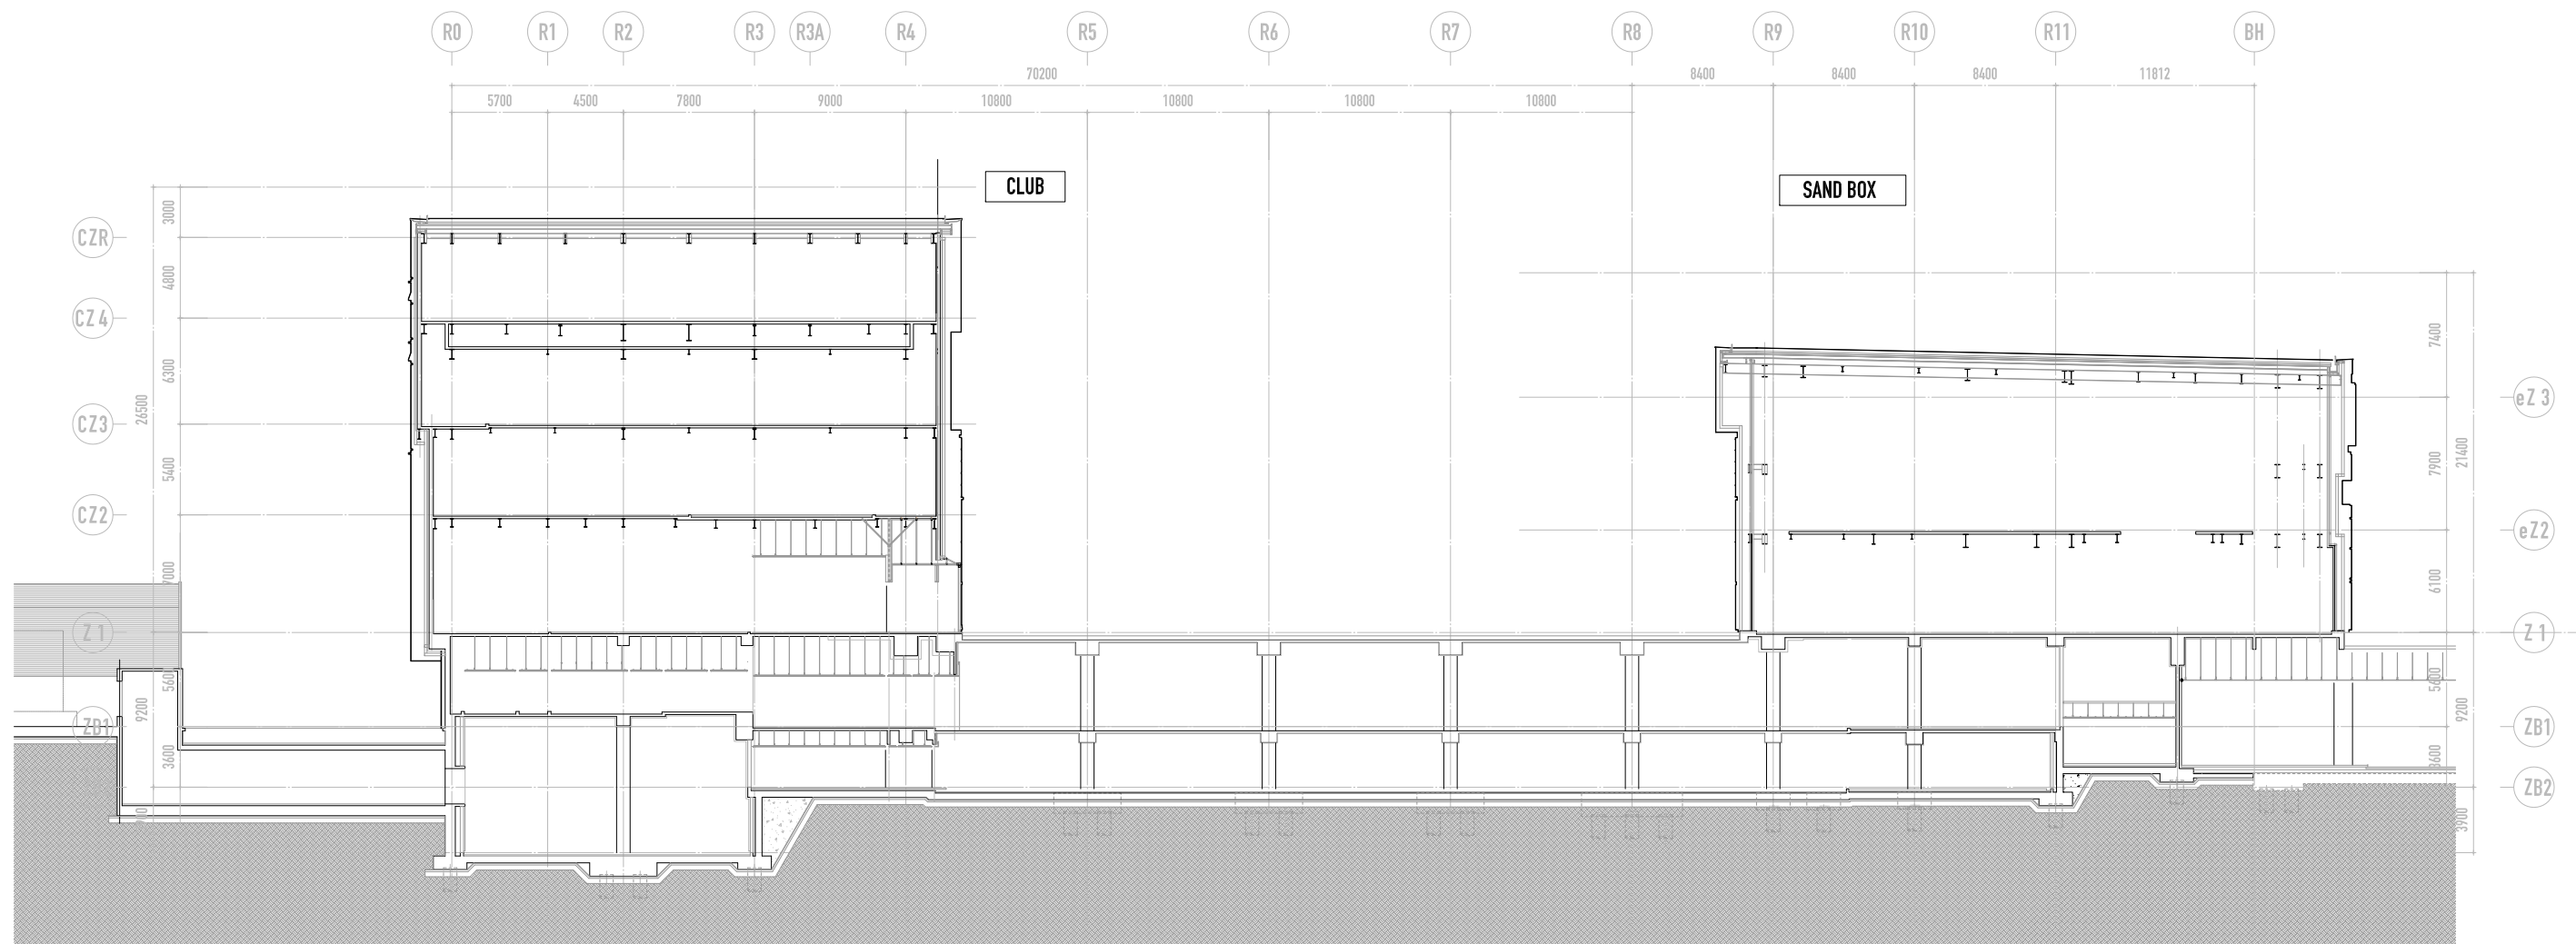 R0 R1 R2 R3 R3A R4 R5 R6 R7 R8 R9 R10 R11 BH
70200 8400 8400 8400 11812
5700 4500 7800 9000 10800 10800 10800 10800
CLUB
SAND BOX
3000
CZR
4800
CZ 4
7400
6300
eZ 3
26500
CZ3
5400
7900
21400
CZ2
eZ2
7000
6100
Z 1
Z 1
5600
5600
9200
9200
ZB1
ZB1
3600
3600
ZB2
3900